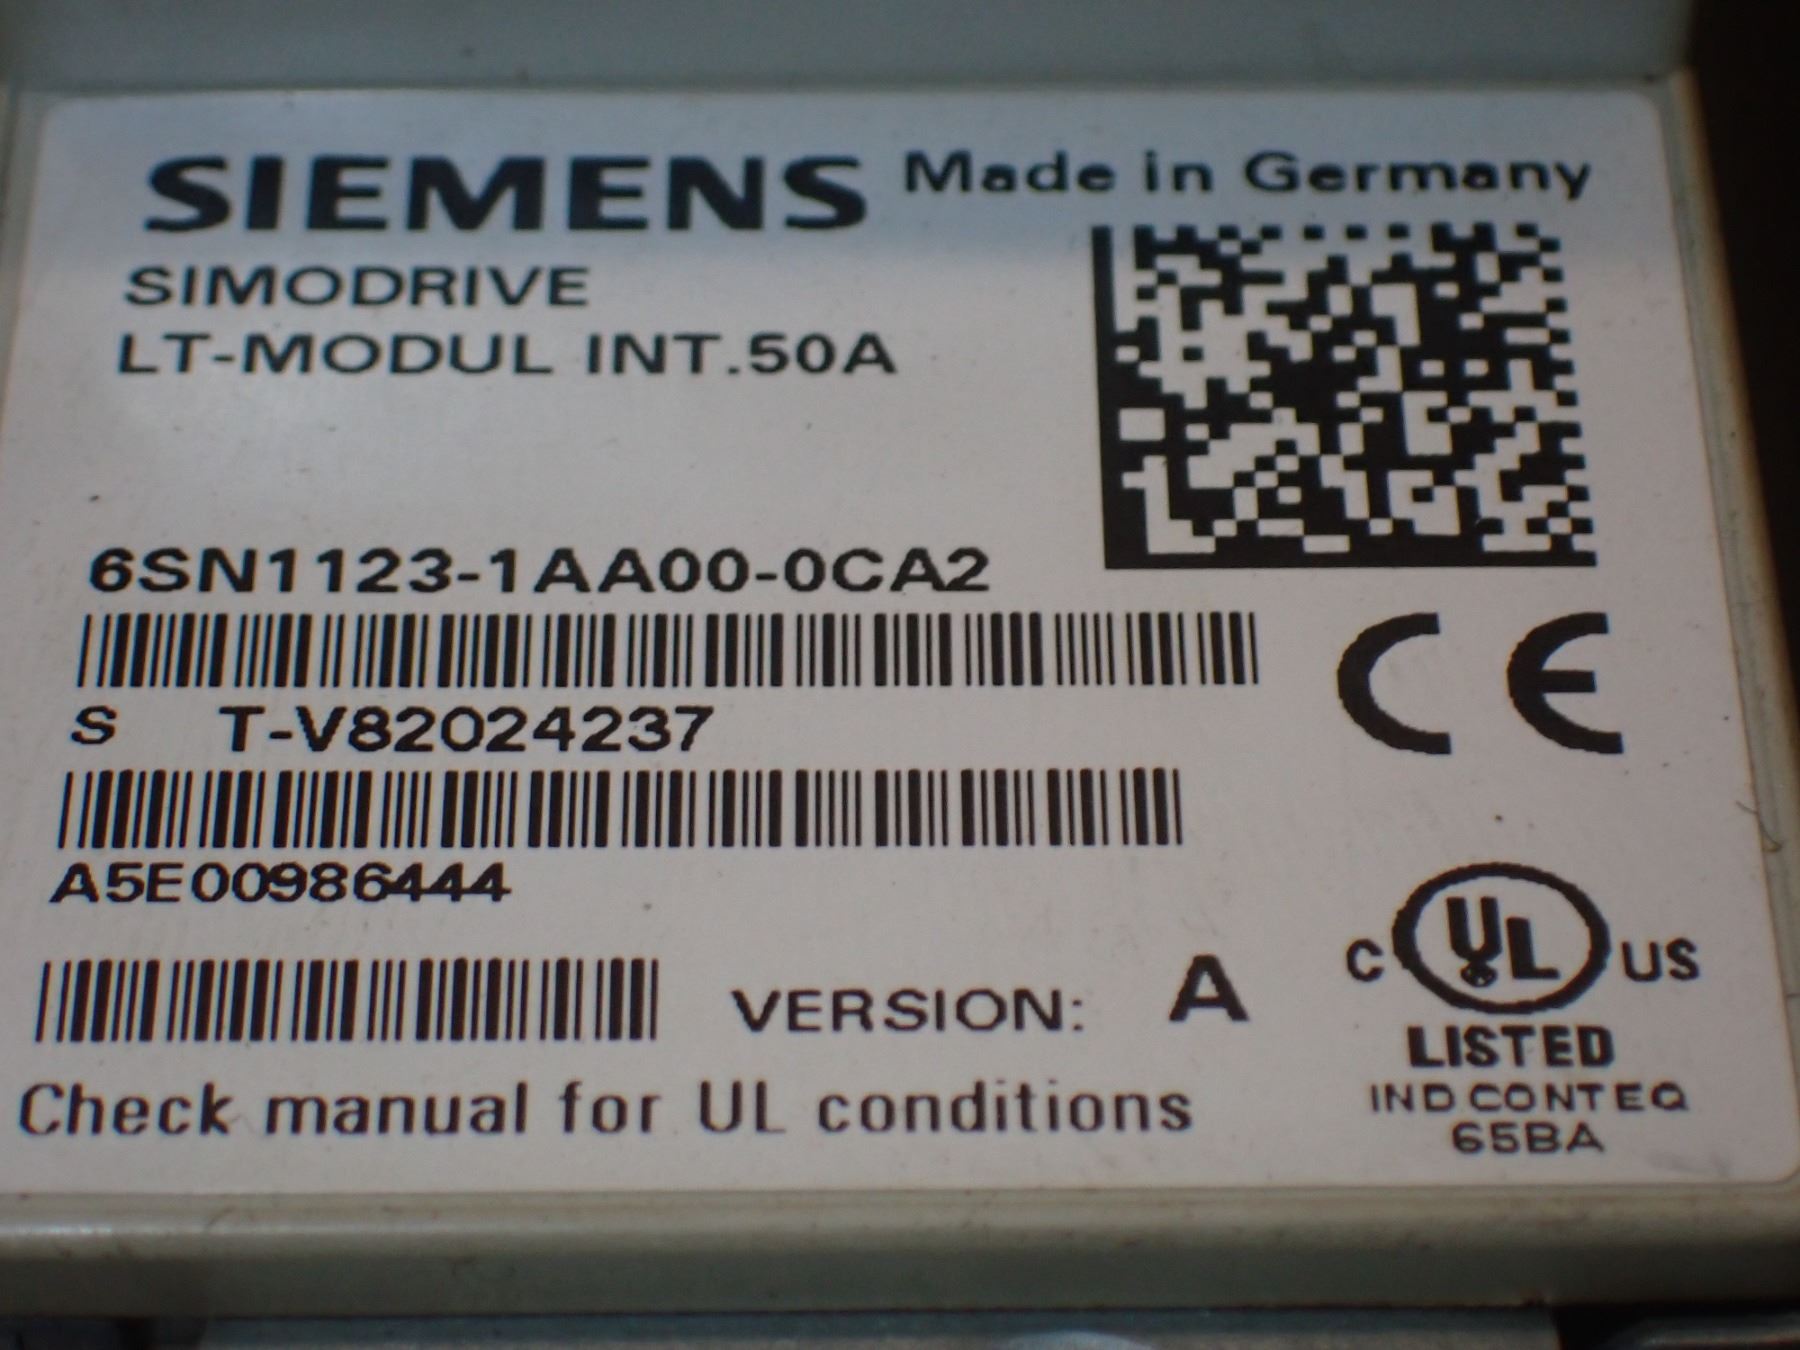 SIEMENS Made in Germany
SIMODRIVE
LT-MODUL INT.50A
6SN1123-1AA00-0CA2
S T-V82024237
A5E00986444
VERSION: A
C UL US
LISTED
IND CONT EQ
65BA
Check manual for UL conditions
CE